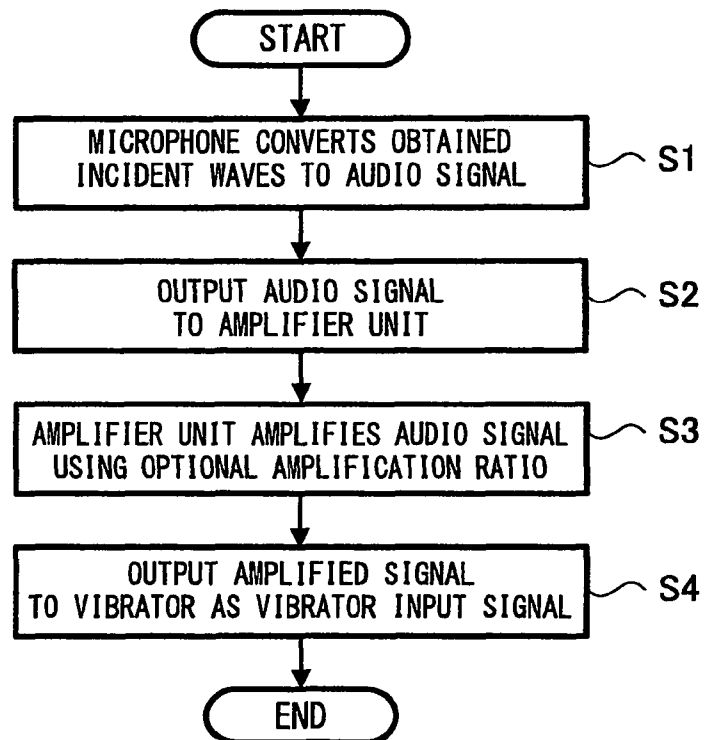 START
MICROPHONE CONVERTS OBTAINED
INCIDENT WAVES TO AUDIO SIGNAL
S1
OUTPUT AUDIO SIGNAL
TO AMPLIFIER UNIT
S2
AMPLIFIER UNIT AMPLIFIES AUDIO SIGNAL
USING OPTIONAL AMPLIFICATION RATIO
S3
OUTPUT AMPLIFIED SIGNAL
TO VIBRATOR AS VIBRATOR INPUT SIGNAL
S4
END